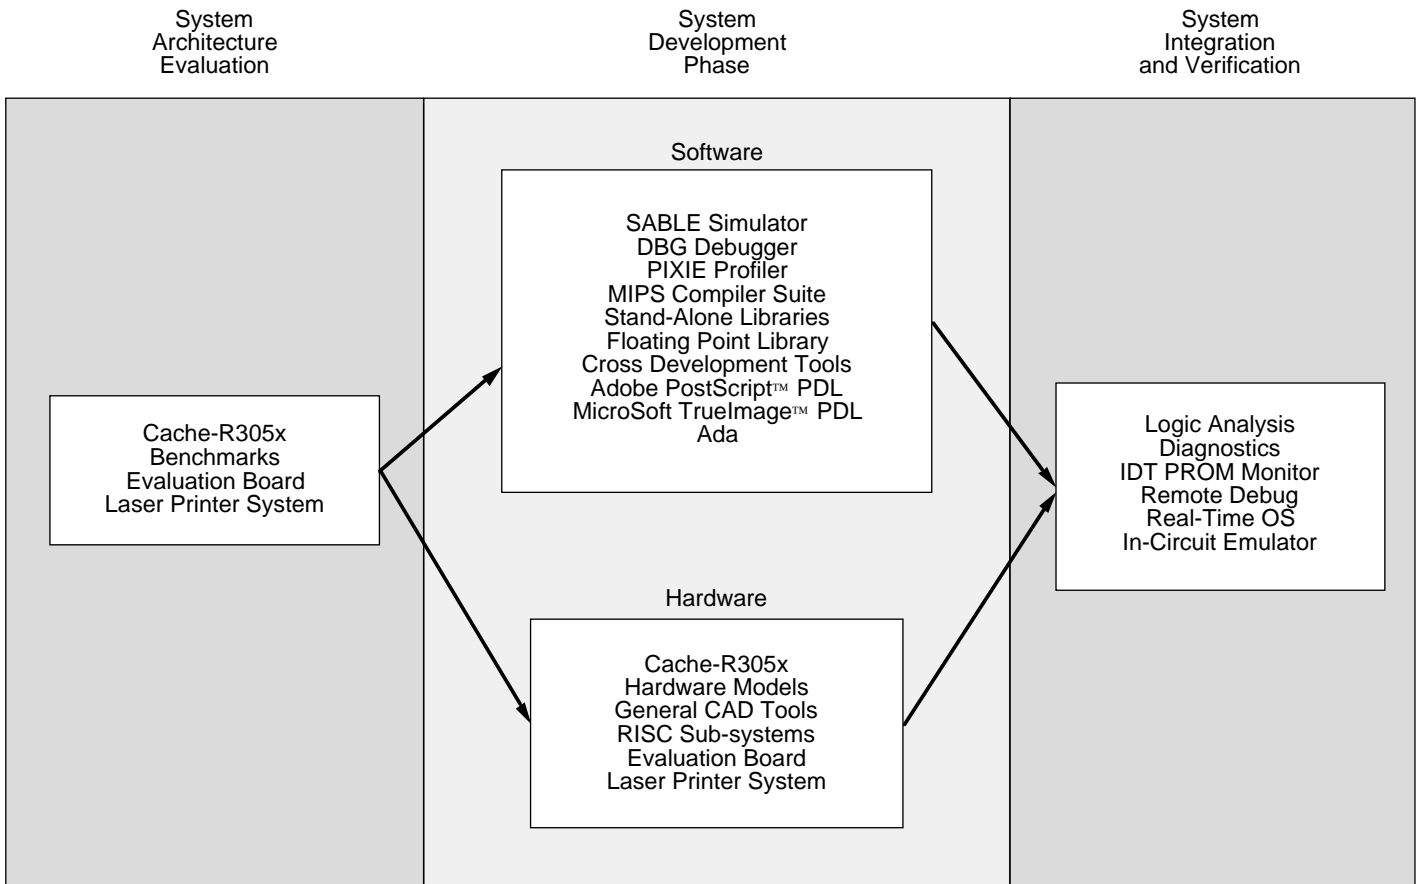 System
Architecture
Evaluation
System
Development
Phase
System
Integration
and Verification
Software
SABLE Simulator
DBG Debugger
PIXIE Profiler
MIPS Compiler Suite
Stand-Alone Libraries
Floating Point Library
Cross Development Tools
Adobe PostScript™ PDL
MicroSoft TrueImage™ PDL
Ada
Cache-R305x
Benchmarks
Evaluation Board
Laser Printer System
Logic Analysis
Diagnostics
IDT PROM Monitor
Remote Debug
Real-Time OS
In-Circuit Emulator
Hardware
Cache-R305x
Hardware Models
General CAD Tools
RISC Sub-systems
Evaluation Board
Laser Printer System